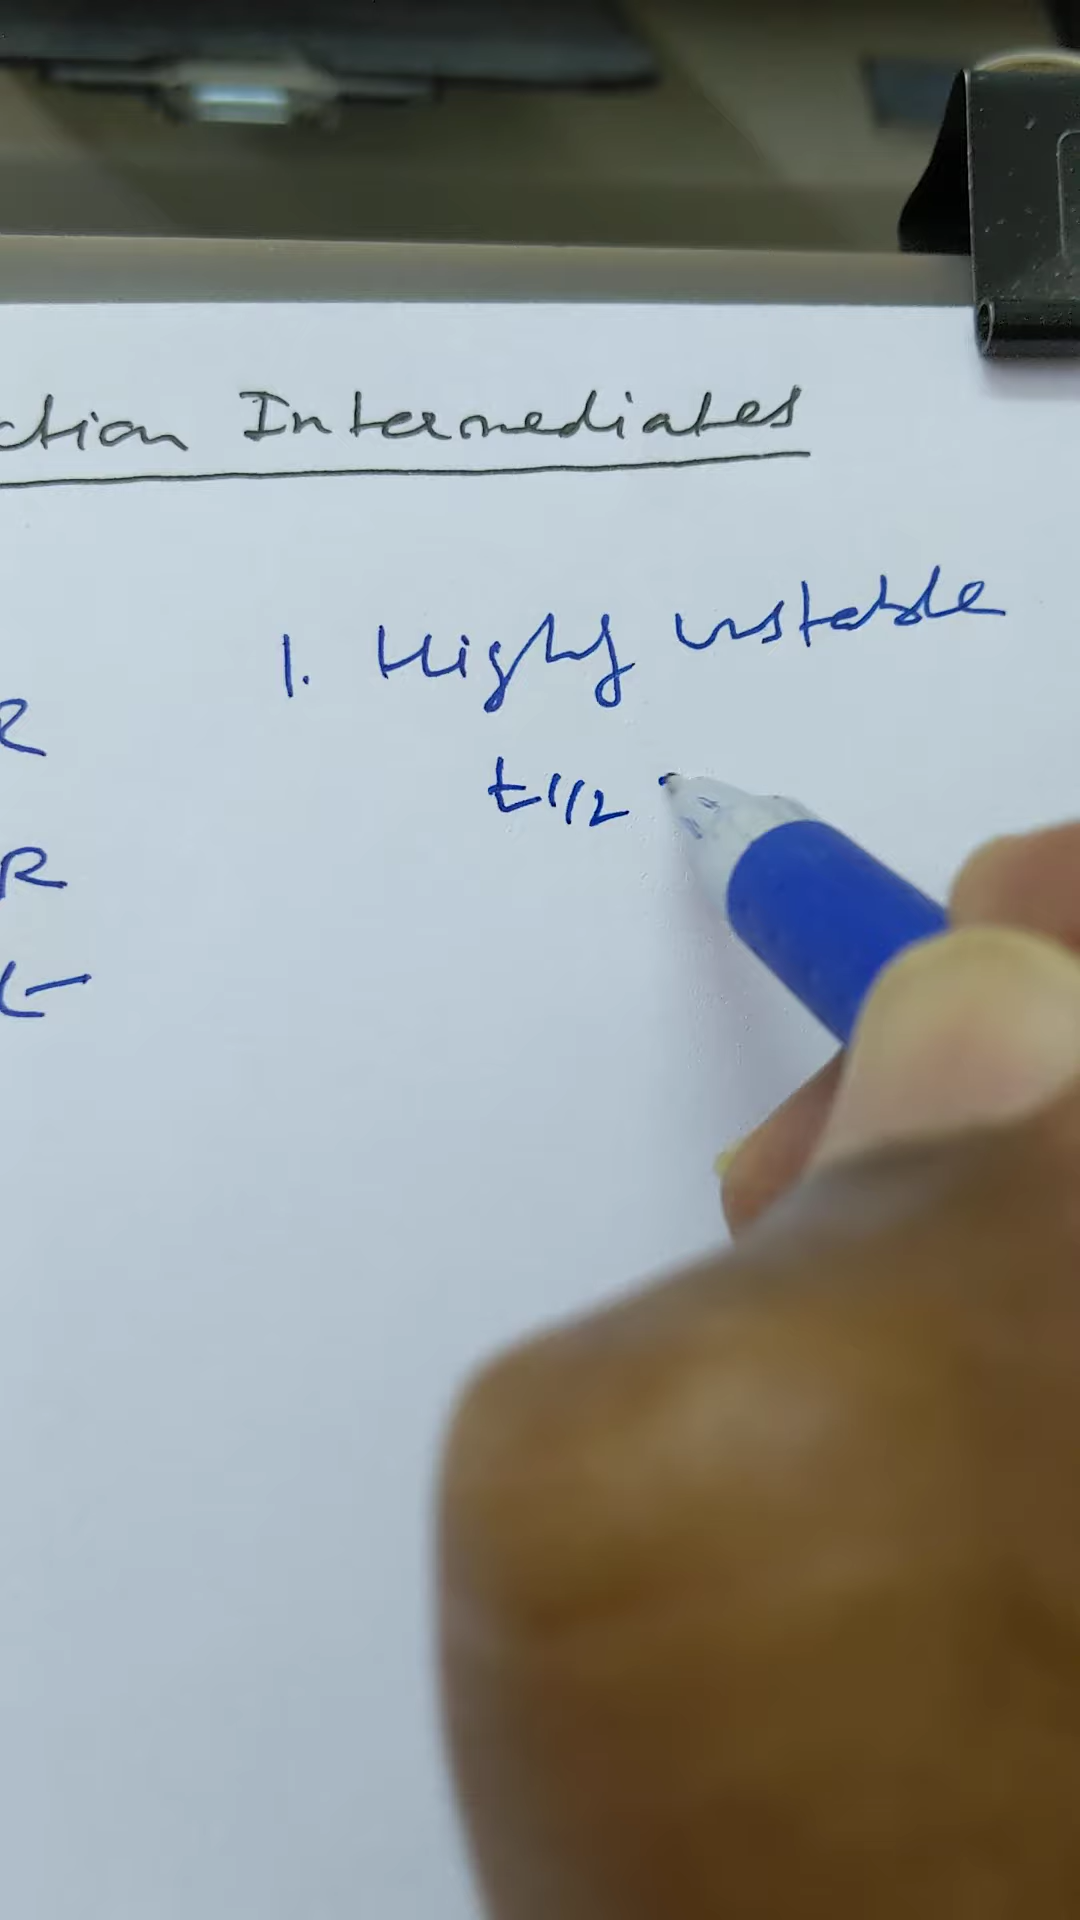 ction Intermediates
1. Highly unstable
R
t1/2
R